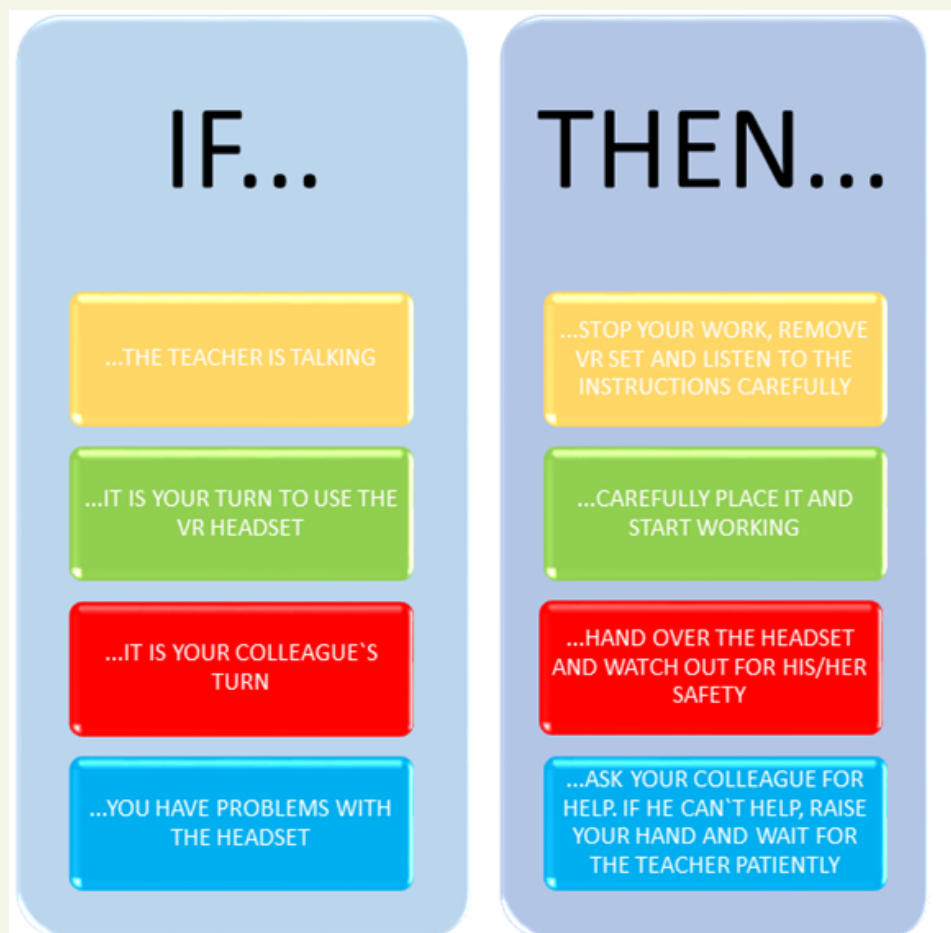 IF...
...THE TEACHER IS TALKING
...IT IS YOUR TURN TO USE THE
VR HEADSET
...IT IS YOUR COLLEAGUE`S
TURN
...YOU HAVE PROBLEMS WITH
THE HEADSET
THEN...
...STOP YOUR WORK, REMOVE
VR SET AND LISTEN TO THE
INSTRUCTIONS CAREFULLY
...CAREFULLY PLACE IT AND
START WORKING
...HAND OVER THE HEADSET
AND WATCH OUT FOR HIS/HER
SAFETY
...ASK YOUR COLLEAGUE FOR
HELP. IF HE CAN`T HELP, RAISE
YOUR HAND AND WAIT FOR
THE TEACHER PATIENTLY